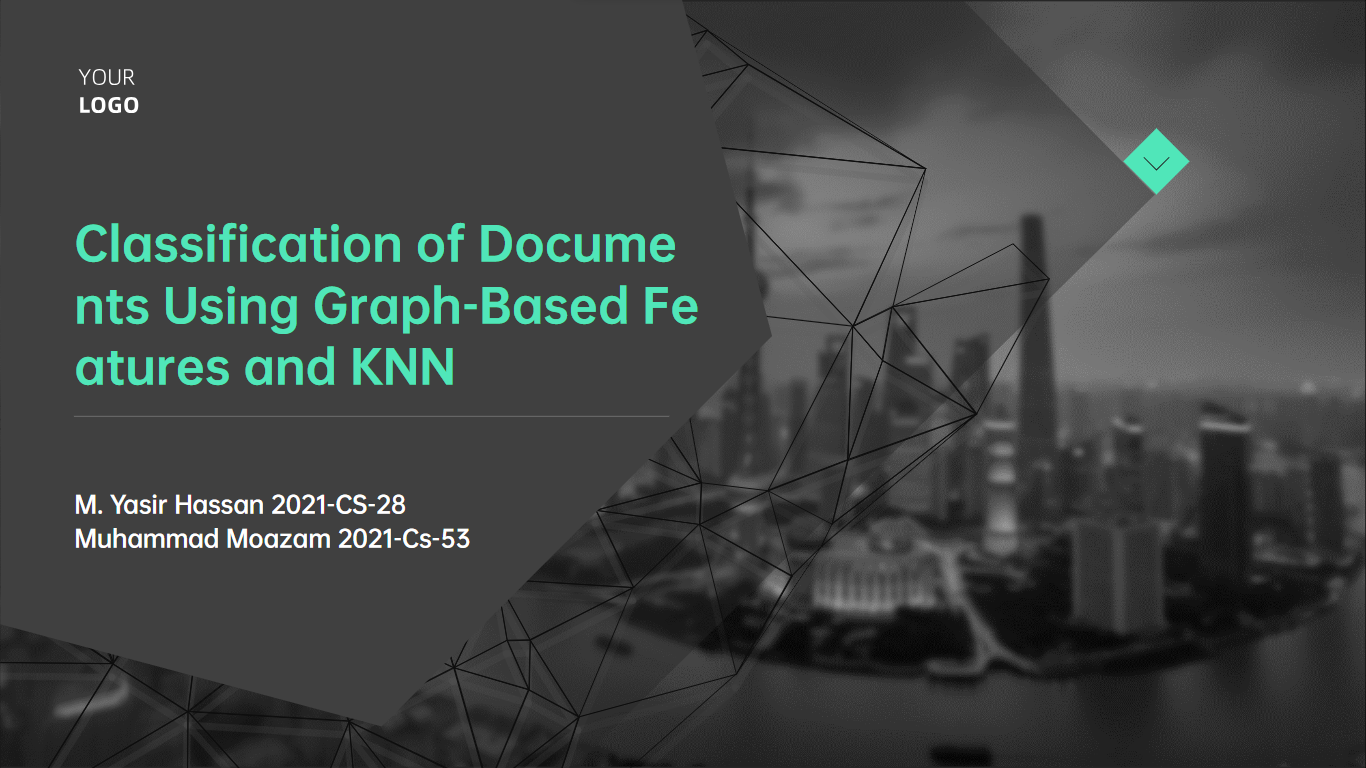 YOUR
LOGO
Classification of Docume
nts Using Graph-Based Fe
atures and KNN
M. Yasir Hassan 2021-CS-28
Muhammad Moazam 2021-Cs-53